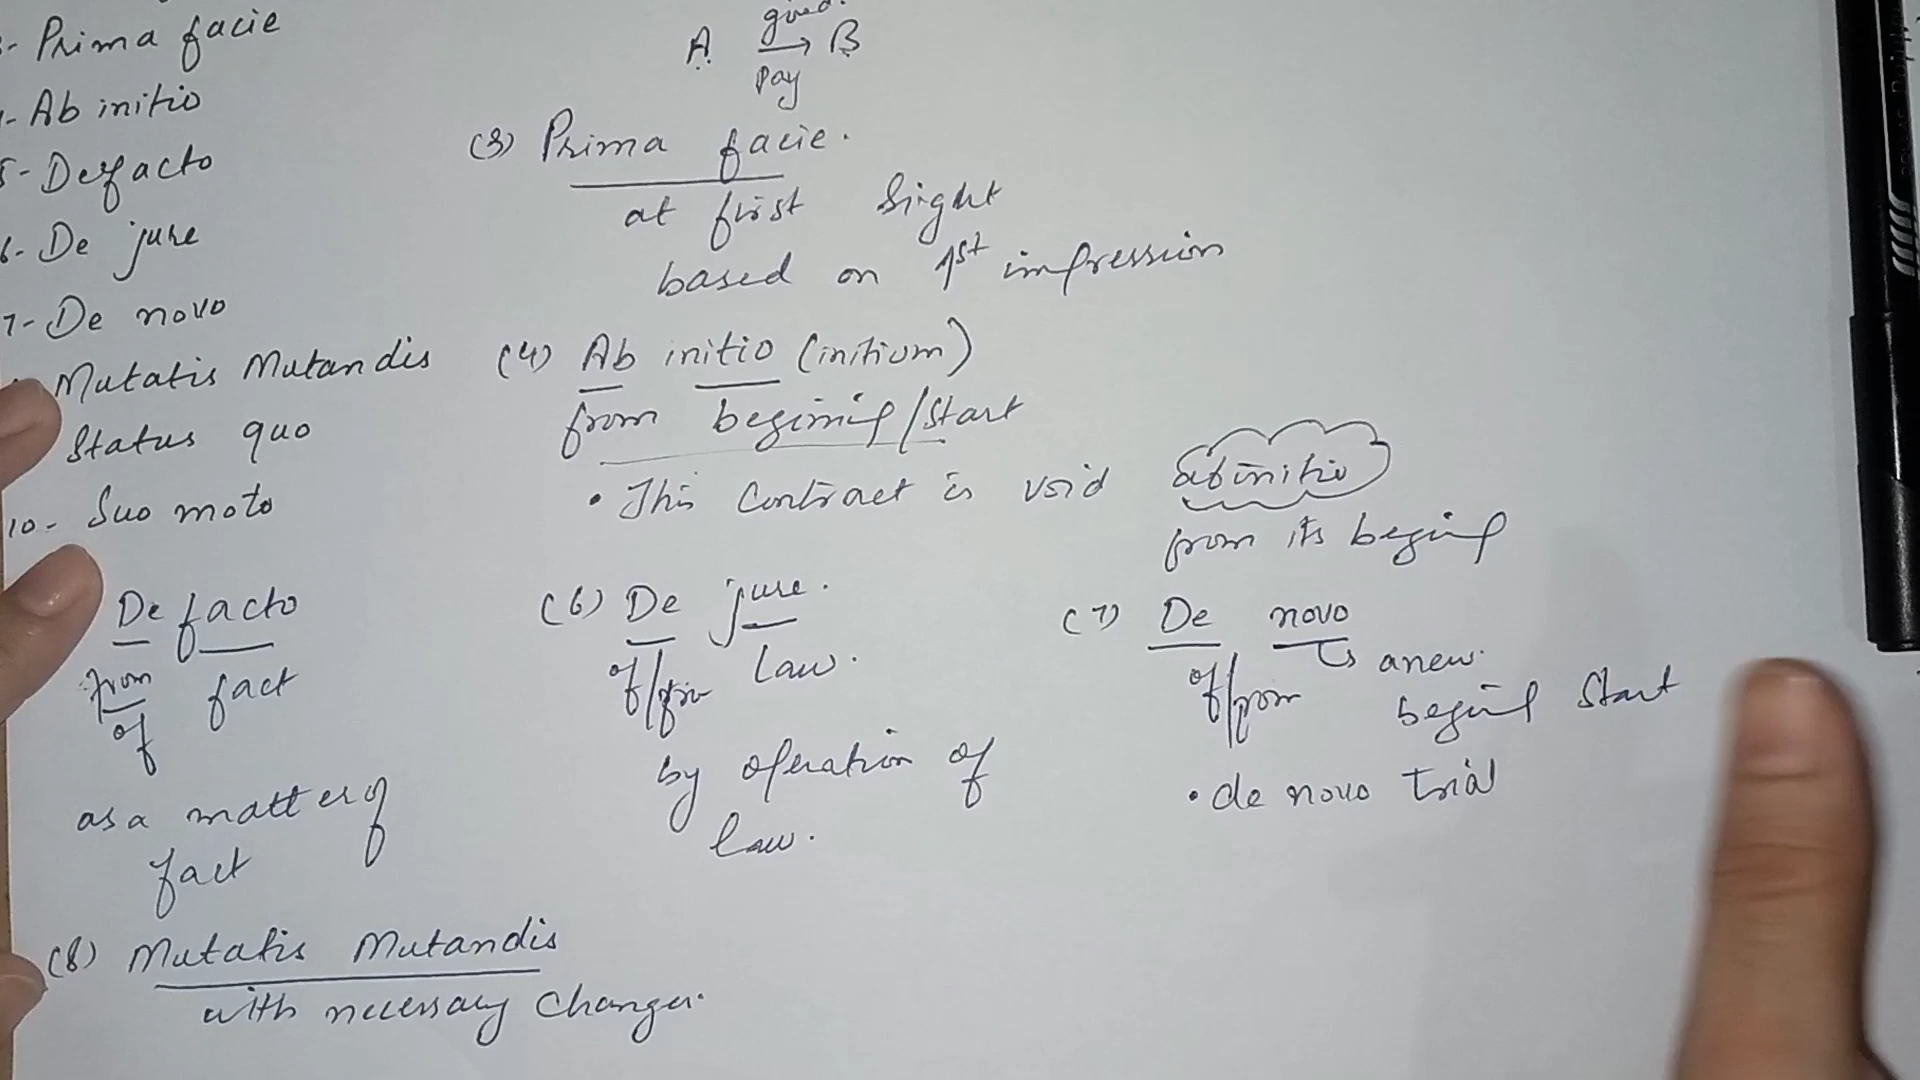 3- Prima facie
4- Ab initio
5- Defacto
6- De jure
7- De novo
Mutatis Mutandis
Status quo
10- Suo moto
A → B
Pay
(3) Prima facie.
at first sight
based on 1st impression
(4) Ab initio (initium)
from begining/start
• This contract is void abinitio
from its begining
De facto
from fact
of
as a matter of
fact
(6) De jure.
of/from law.
by operation of
law.
(7) De novo
of/from anew.
begining start
• de novo trial
(8) Mutatis Mutandis
with necessary changes.